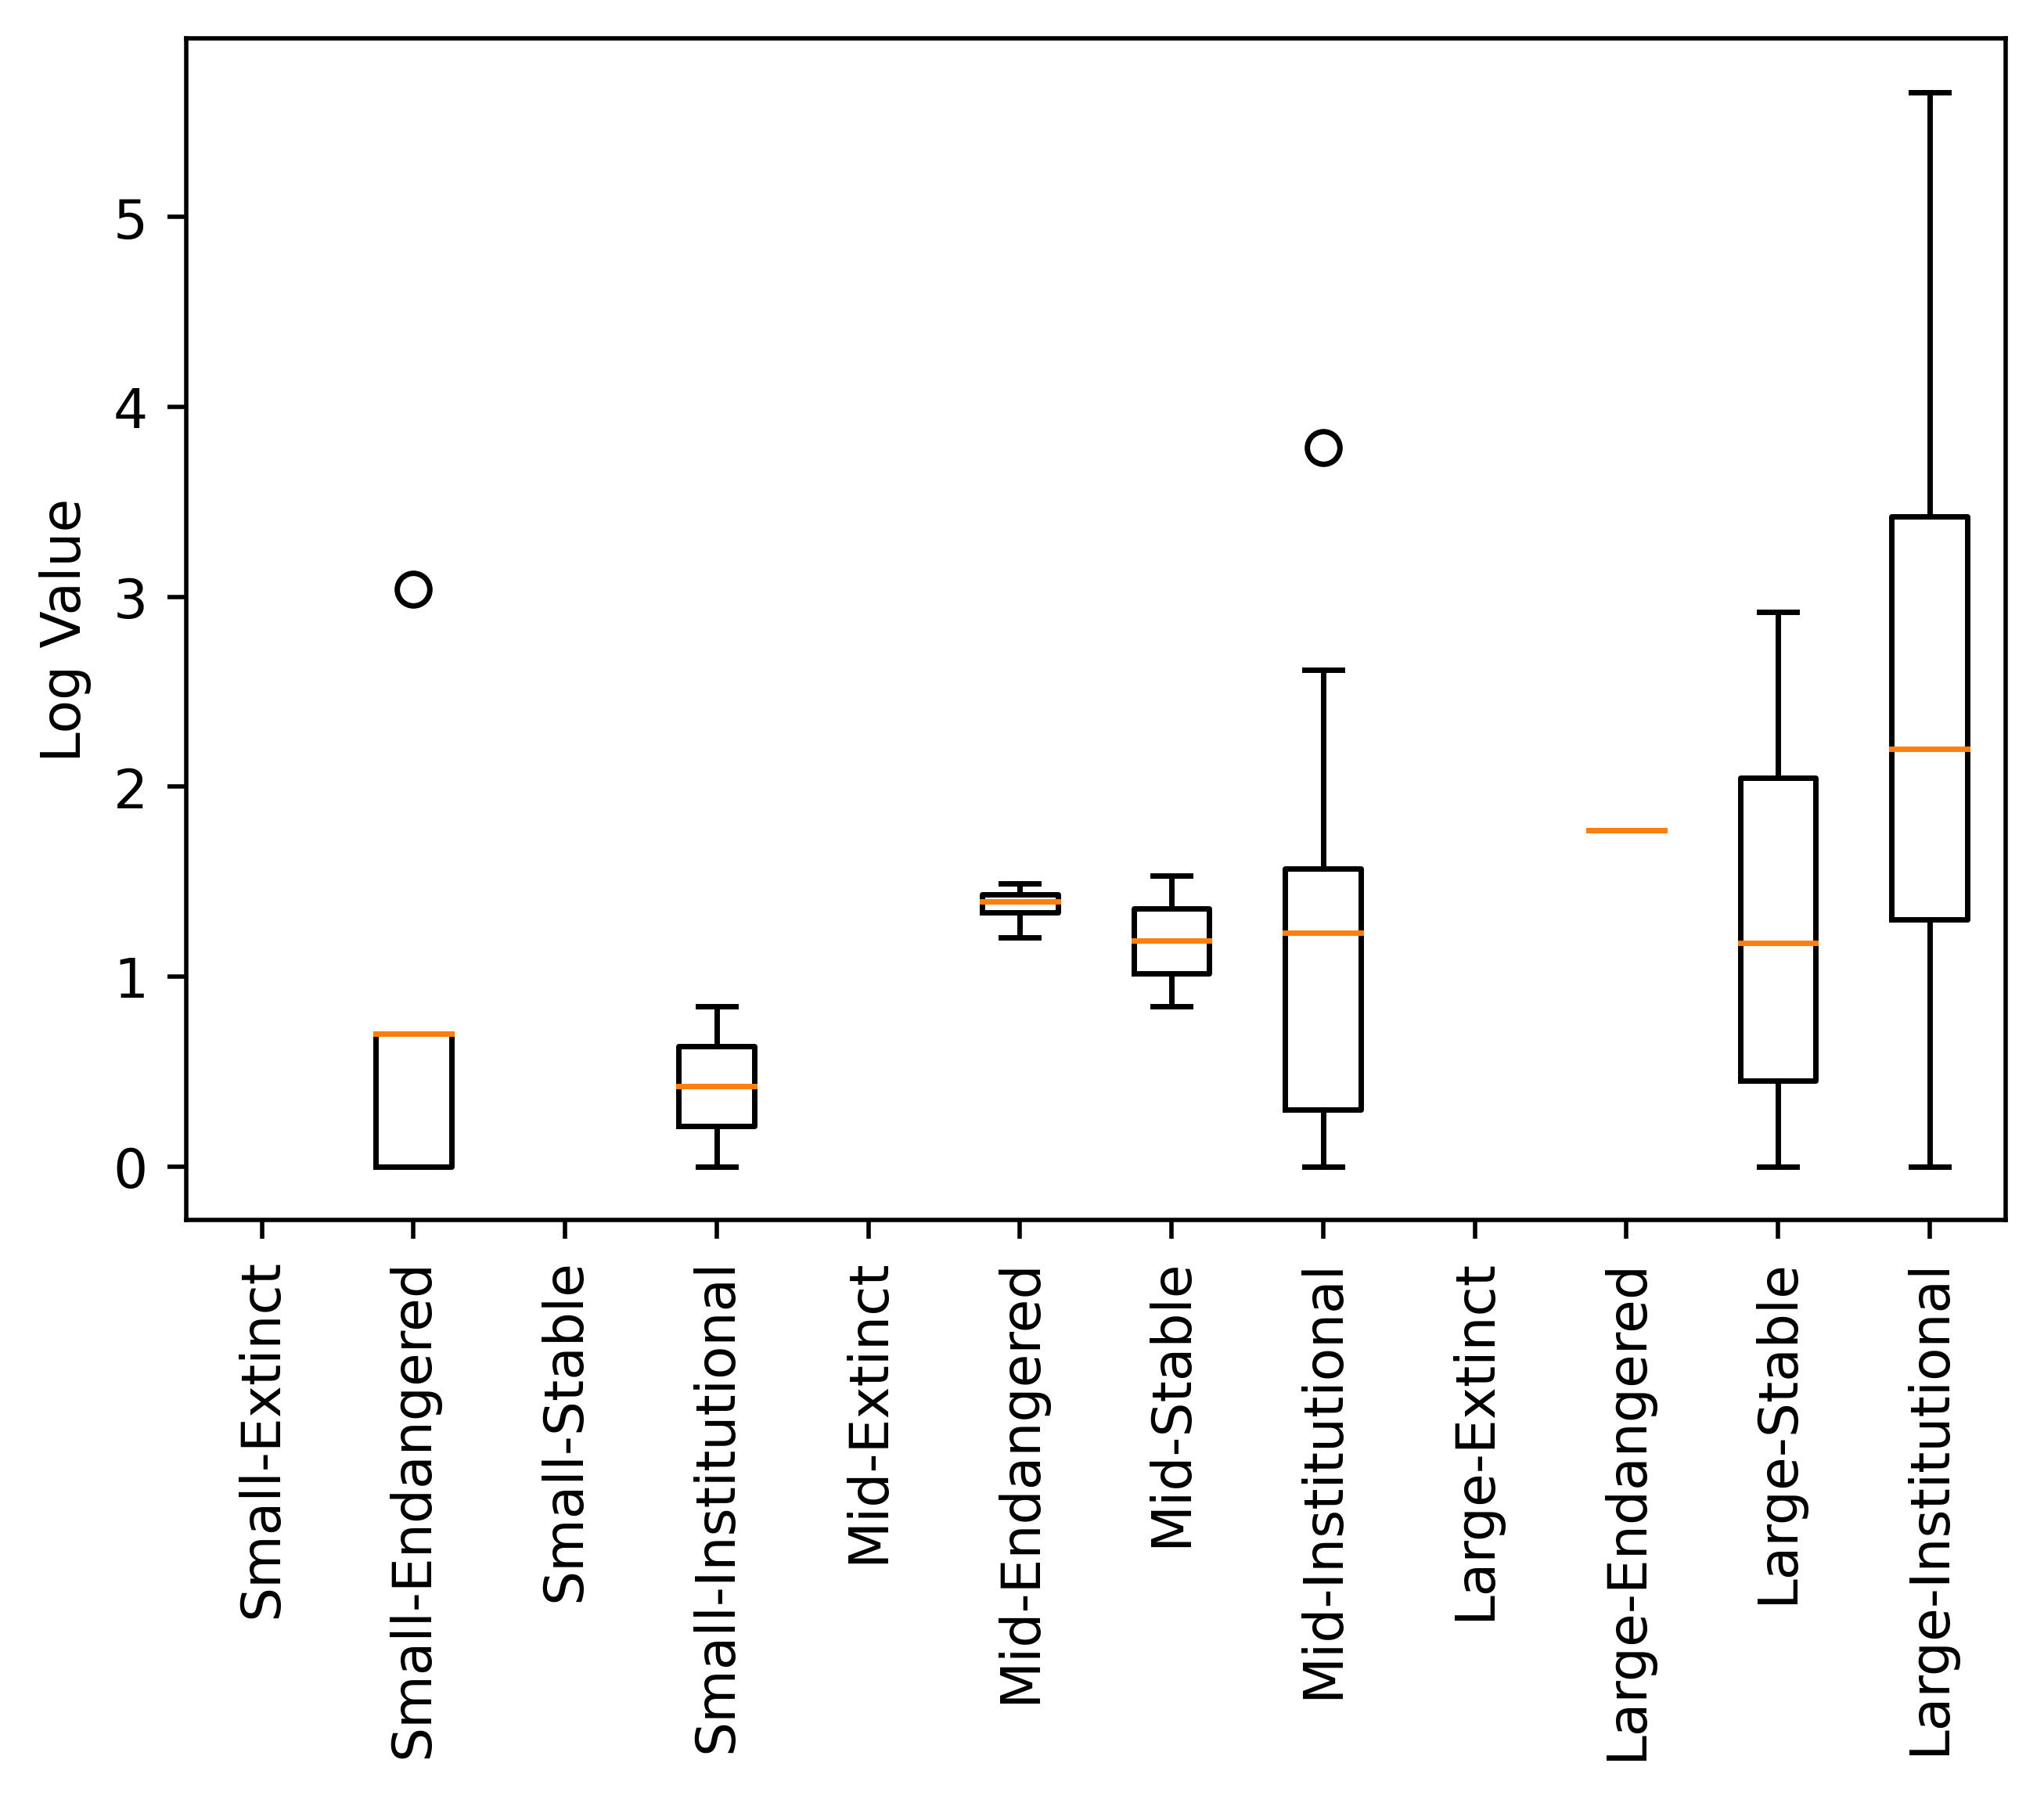 Log Value
5
4
3
2
1
0
Small-Extinct
Small-Endangered
Small-Stable
Small-Institutional
Mid-Extinct
Mid-Endangered
Mid-Stable
Mid-Institutional
Large-Extinct
Large-Endangered
Large-Stable
Large-Institutional